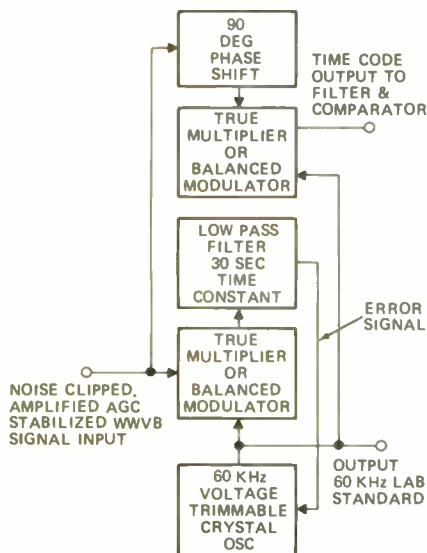 90
DEG
PHASE
SHIFT
TIME CODE
OUTPUT TO
FILTER &
COMPARATOR
TRUE
MULTIPLIER
OR
BALANCED
MODULATOR
LOW PASS
FILTER
30 SEC
TIME
CONSTANT
ERROR
SIGNAL
TRUE
MULTIPLIER
OR
BALANCED
MODULATOR
NOISE CLIPPED,
AMPLIFIED AGC
STABILIZED WWVB
SIGNAL INPUT
60 KHz
VOLTAGE
TRIMMABLE
CRYSTAL
OSC
OUTPUT
60 KHz LAB
STANDARD